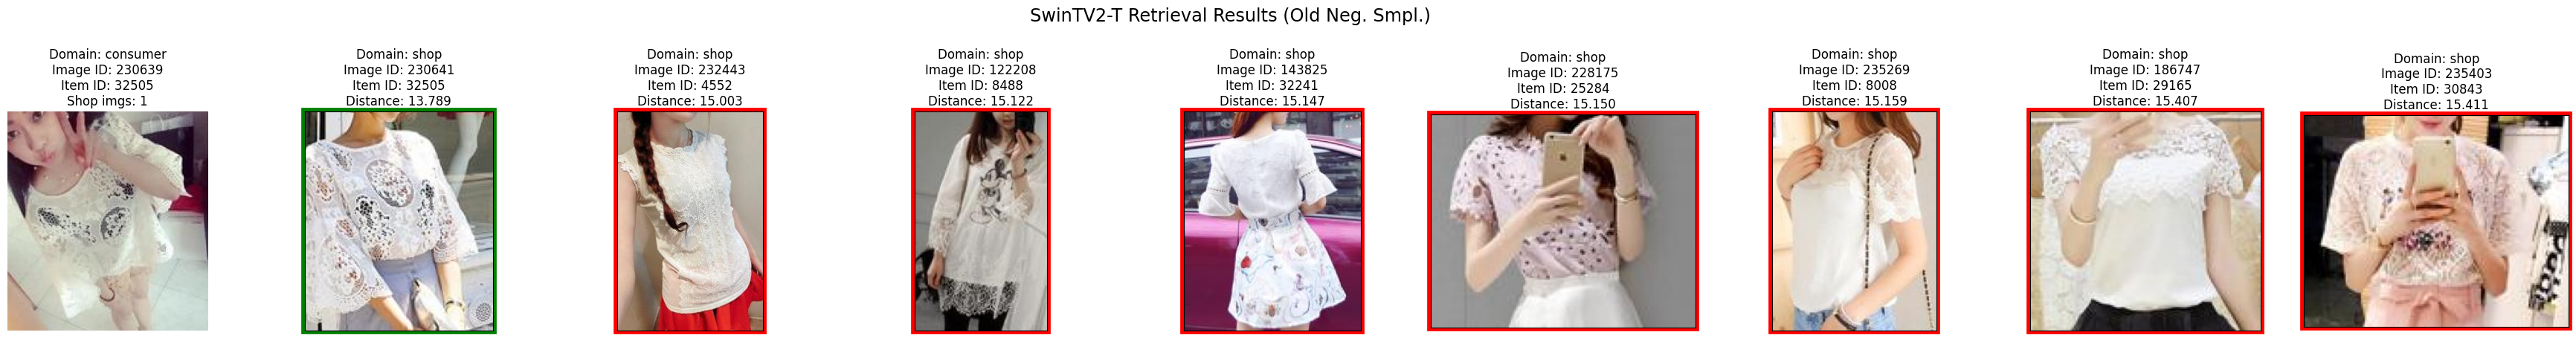 SwinTV2-T Retrieval Results (Old Neg. Smpl.)
Domain: consumer
Image ID: 230639
Item ID: 32505
Shop imgs: 1
Domain: shop
Image ID: 230641
Item ID: 32505
Distance: 13.789
Domain: shop
Image ID: 232443
Item ID: 4552
Distance: 15.003
Domain: shop
Image ID: 122208
Item ID: 8488
Distance: 15.122
Domain: shop
Image ID: 143825
Item ID: 32241
Distance: 15.147
Domain: shop
Image ID: 228175
Item ID: 25284
Distance: 15.150
Domain: shop
Image ID: 235269
Item ID: 8008
Distance: 15.159
Domain: shop
Image ID: 186747
Item ID: 29165
Distance: 15.407
Domain: shop
Image ID: 235403
Item ID: 30843
Distance: 15.411